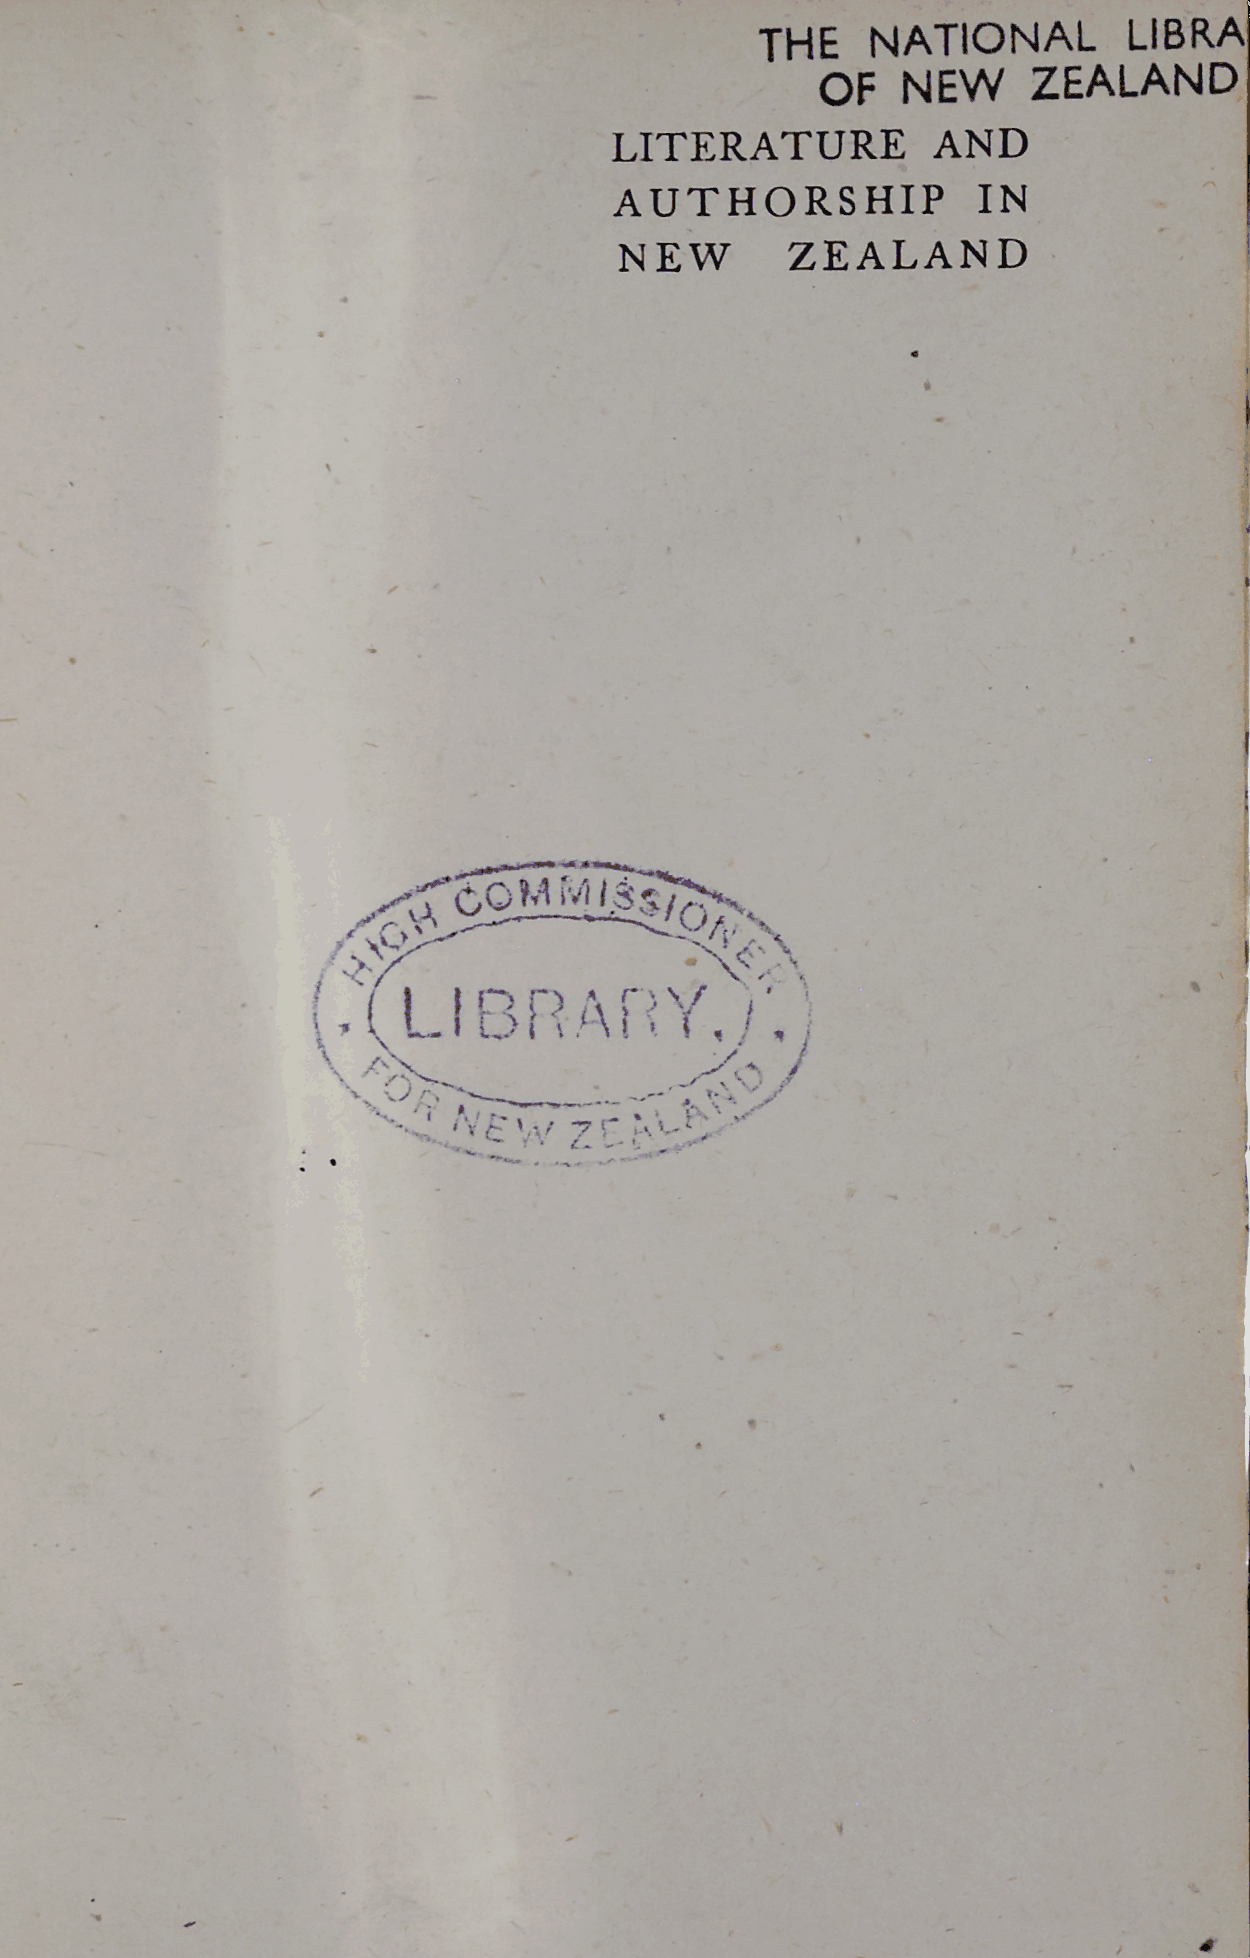 THE NATIONAL LIBRA
OF NEW ZEALAND
LITERATURE AND
AUTHORSHIP IN
NEW ZEALAND
HIGH COMMISSIONER
LIBRARY.
FOR NEW ZEALAND